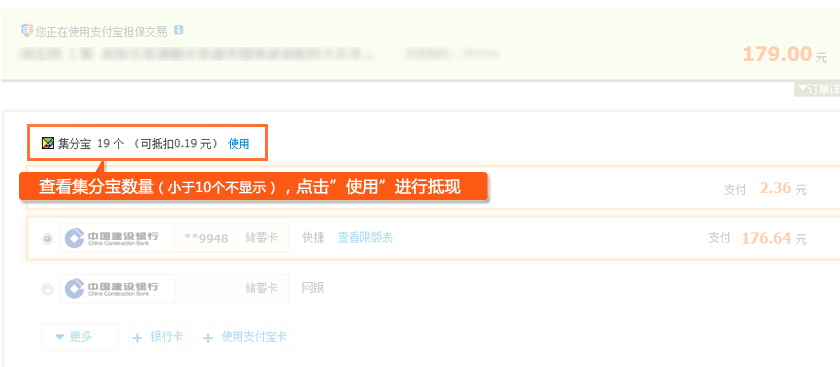 您正在使用支付宝担保交易
179.00 元
订单详
集分宝 19 个 （可抵扣0.19 元） 使用
查看集分宝数量（小于10个不显示），点击”使用”进行抵现
支付 2.36 元
中国建设银行 **9948 储蓄卡 快捷 查看限额表 支付 176.64 元
China Construction Bank
中国建设银行 储蓄卡 网银
China Construction Bank
更多 + 银行卡 + 使用支付宝卡